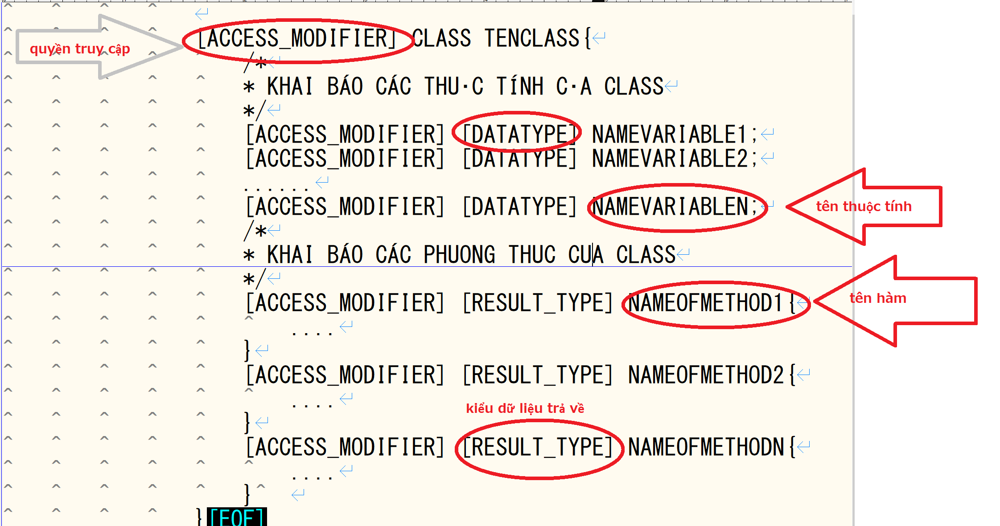 [ACCESS_MODIFIER] CLASS TENCLASS{
quyền truy cập
/*
* KHAI BÁO CÁC THU·C TÍNH C·A CLASS
*/
[ACCESS_MODIFIER] [DATATYPE] NAMEVARIABLE1;
[ACCESS_MODIFIER] [DATATYPE] NAMEVARIABLE2;
......
[ACCESS_MODIFIER] [DATATYPE] NAMEVARIABLEN;
tên thuộc tính
/*
* KHAI BÁO CÁC PHUONG THUC CUA CLASS
*/
[ACCESS_MODIFIER] [RESULT_TYPE] NAMEOFMETHOD1{
tên hàm
....
}
[ACCESS_MODIFIER] [RESULT_TYPE] NAMEOFMETHOD2{
....
kiểu dữ liệu trả về
}
[ACCESS_MODIFIER] [RESULT_TYPE] NAMEOFMETHODN{
....
}
}[EOF]